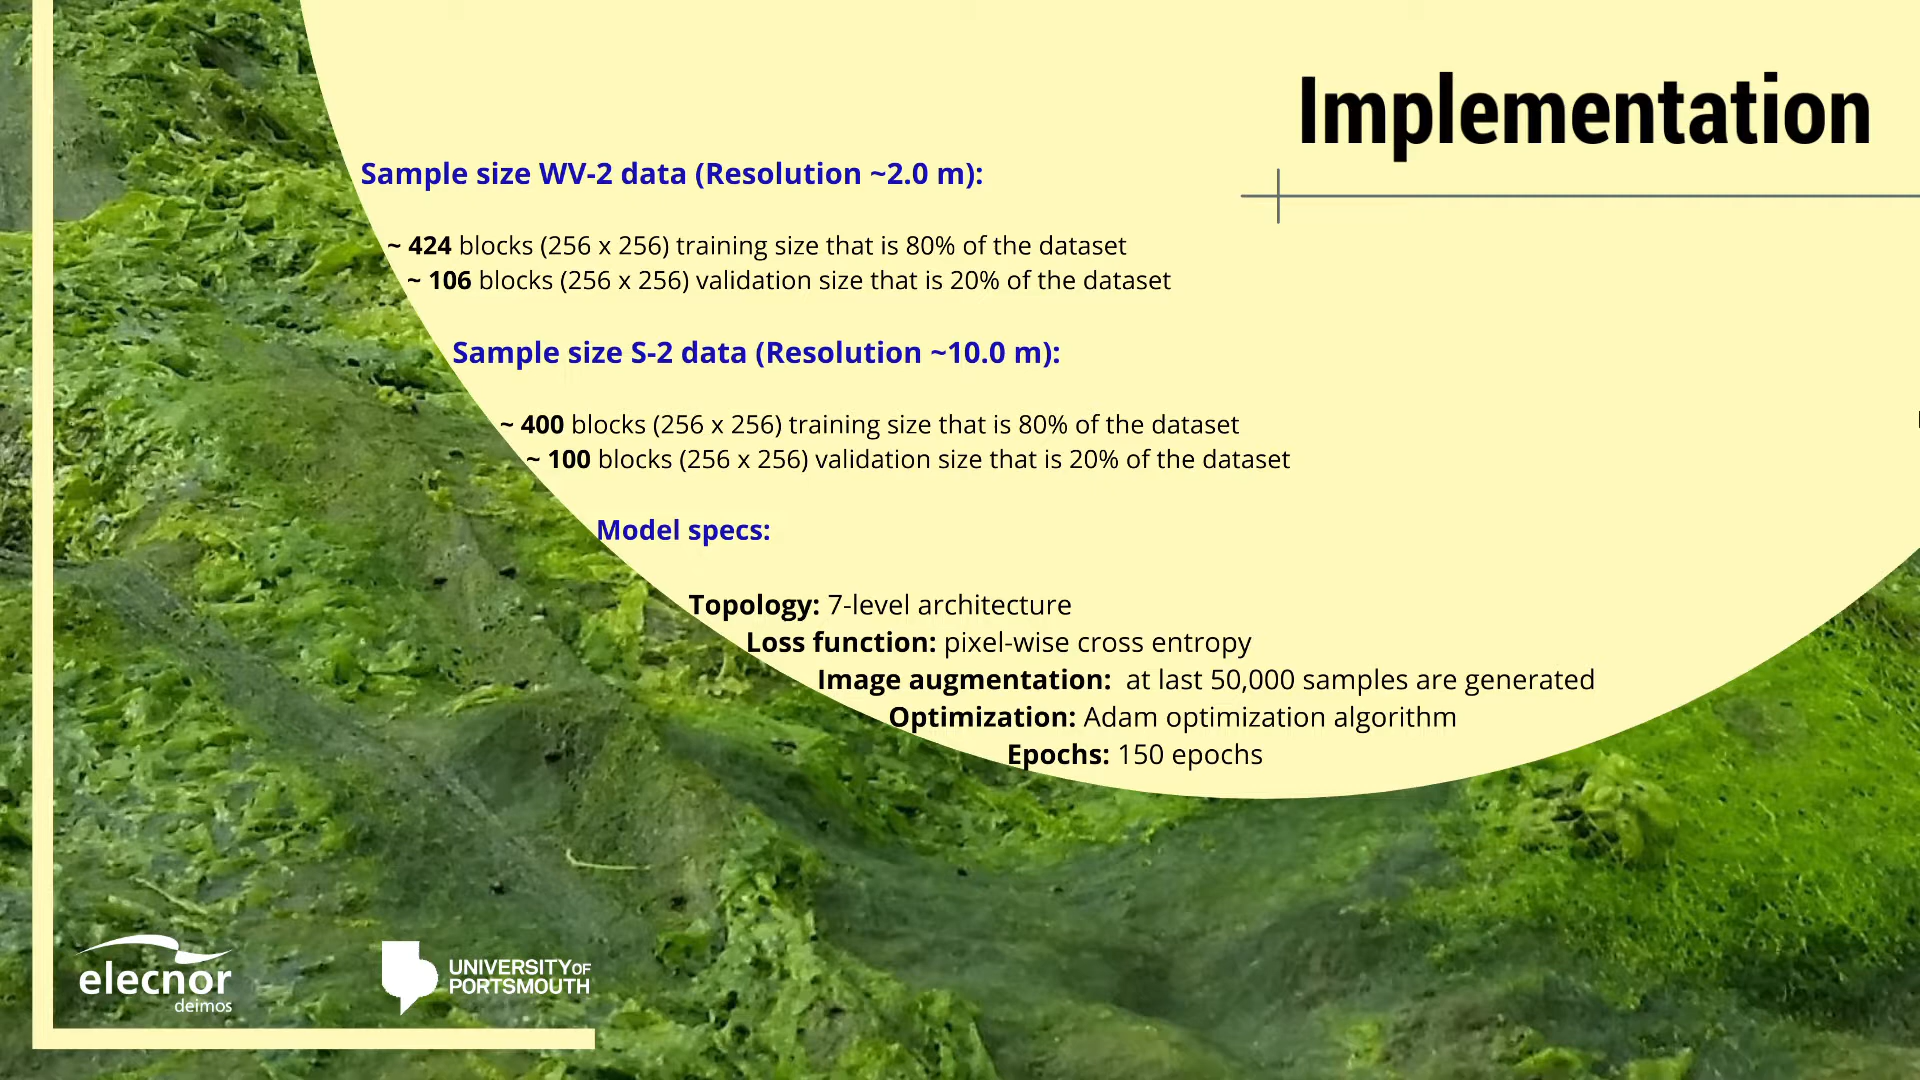 Implementation
Sample size WV-2 data (Resolution ~2.0 m):
~ 424 blocks (256 x 256) training size that is 80% of the dataset
~ 106 blocks (256 x 256) validation size that is 20% of the dataset
Sample size S-2 data (Resolution ~10.0 m):
~ 400 blocks (256 x 256) training size that is 80% of the dataset
~ 100 blocks (256 x 256) validation size that is 20% of the dataset
Model specs:
Topology: 7-level architecture
Loss function: pixel-wise cross entropy
Image augmentation:  at last 50,000 samples are generated
Optimization: Adam optimization algorithm
Epochs: 150 epochs
elecnor
deimos
UNIVERSITY OF
PORTSMOUTH